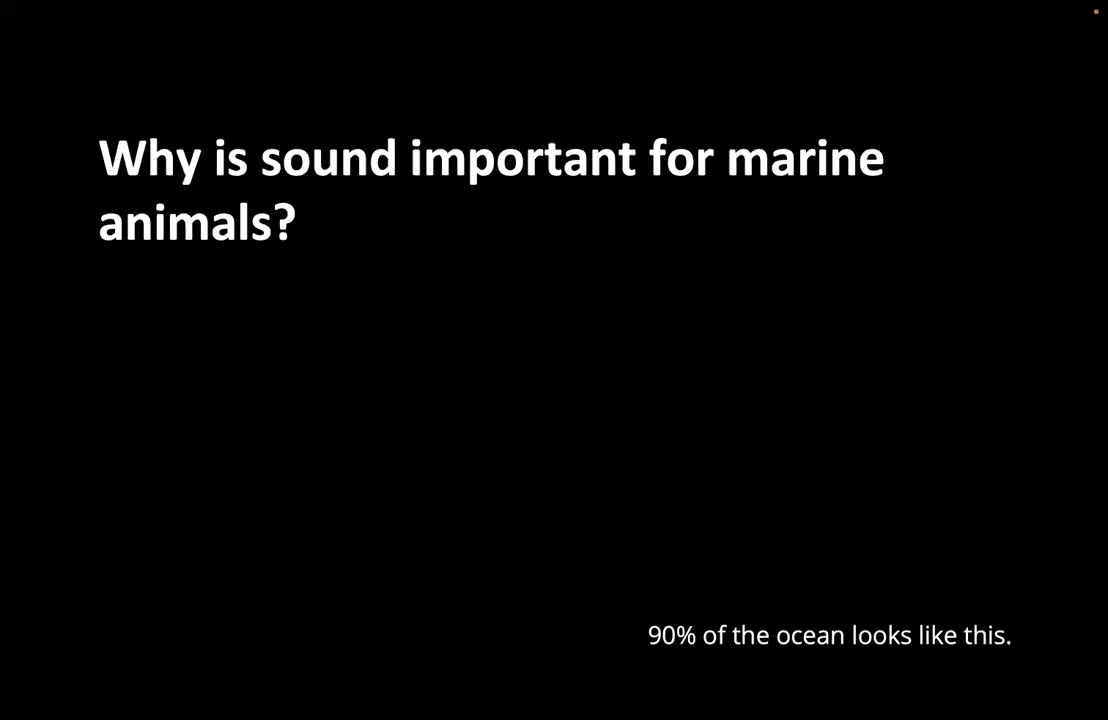 Why is sound important for marine
animals?
90% of the ocean looks like this.